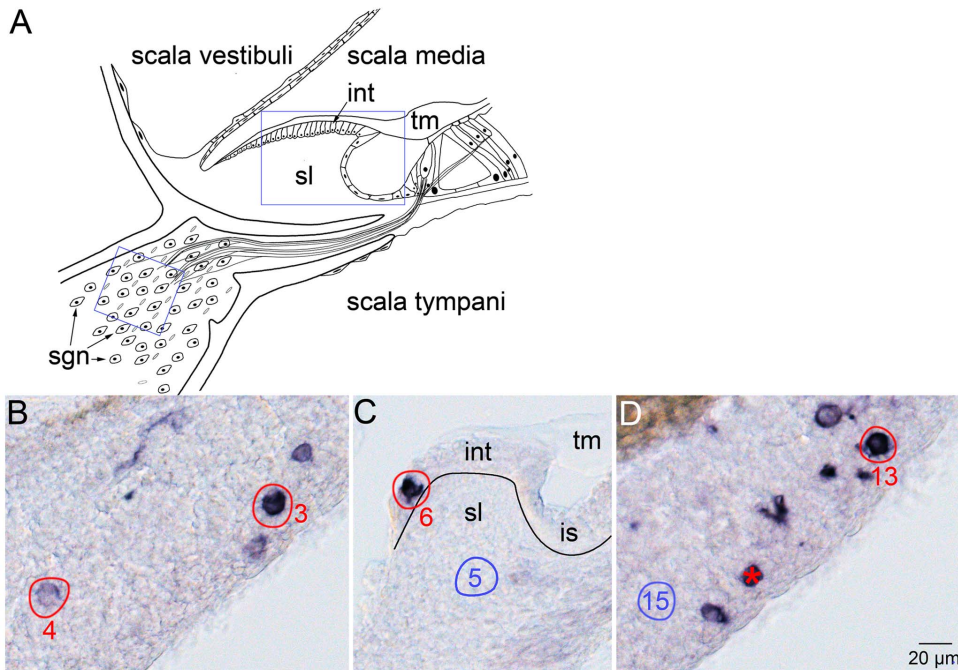 A
scala vestibuli
scala media
int
tm
sl
scala tympani
sgn
B
3
4
C
int
tm
6
sl
is
5
D
13
*
15
20 µm